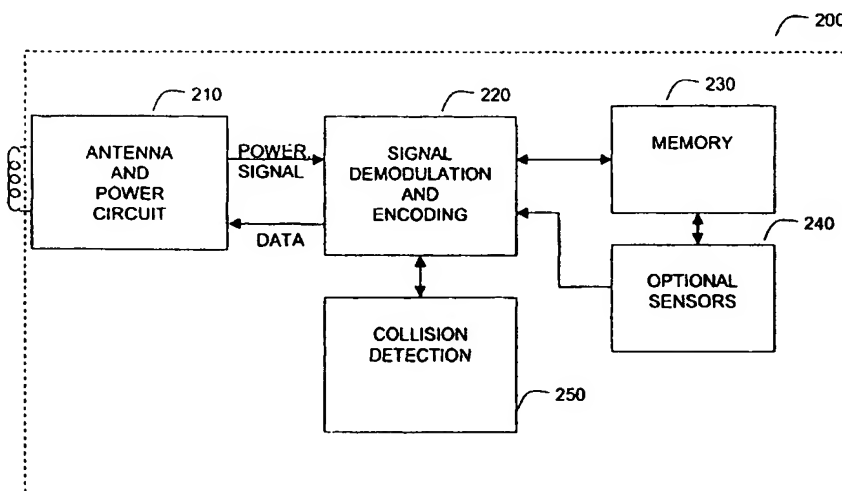 200
210
220
230
ANTENNA
AND
POWER
CIRCUIT
POWER
SIGNAL
DATA
SIGNAL
DEMODULATION
AND
ENCODING
MEMORY
240
OPTIONAL
SENSORS
COLLISION
DETECTION
250